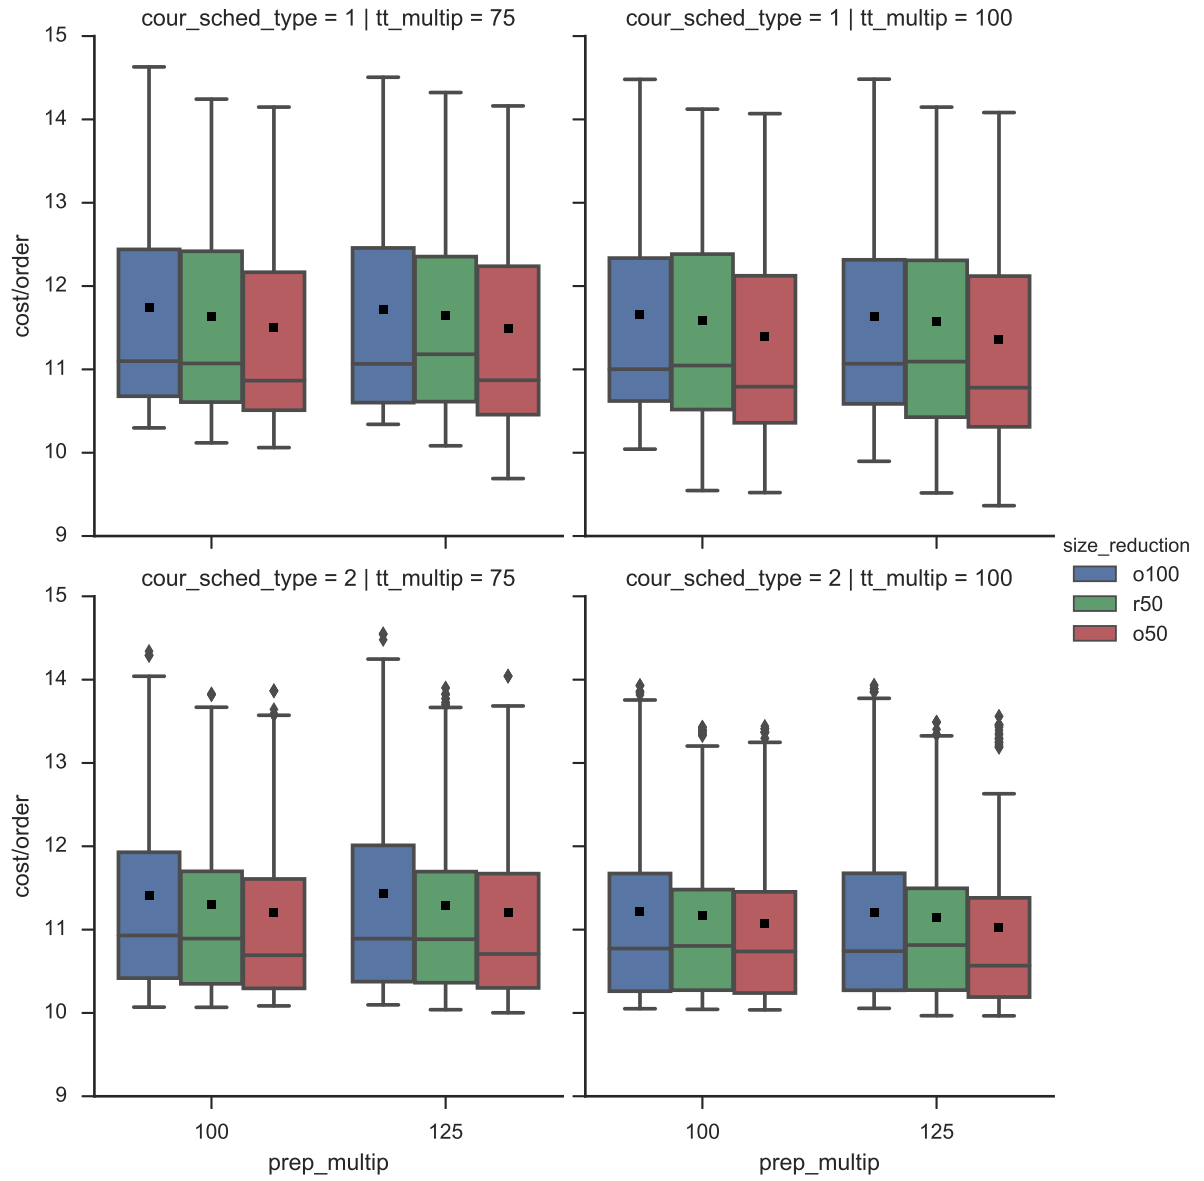 cour_sched_type = 1 | tt_multip = 75
cour_sched_type = 1 | tt_multip = 100
15
14
13
12
11
10
9
cost/order
size_reduction
o100
r50
o50
cour_sched_type = 2 | tt_multip = 75
cour_sched_type = 2 | tt_multip = 100
15
14
13
12
11
10
9
cost/order
100
125
100
125
prep_multip
prep_multip